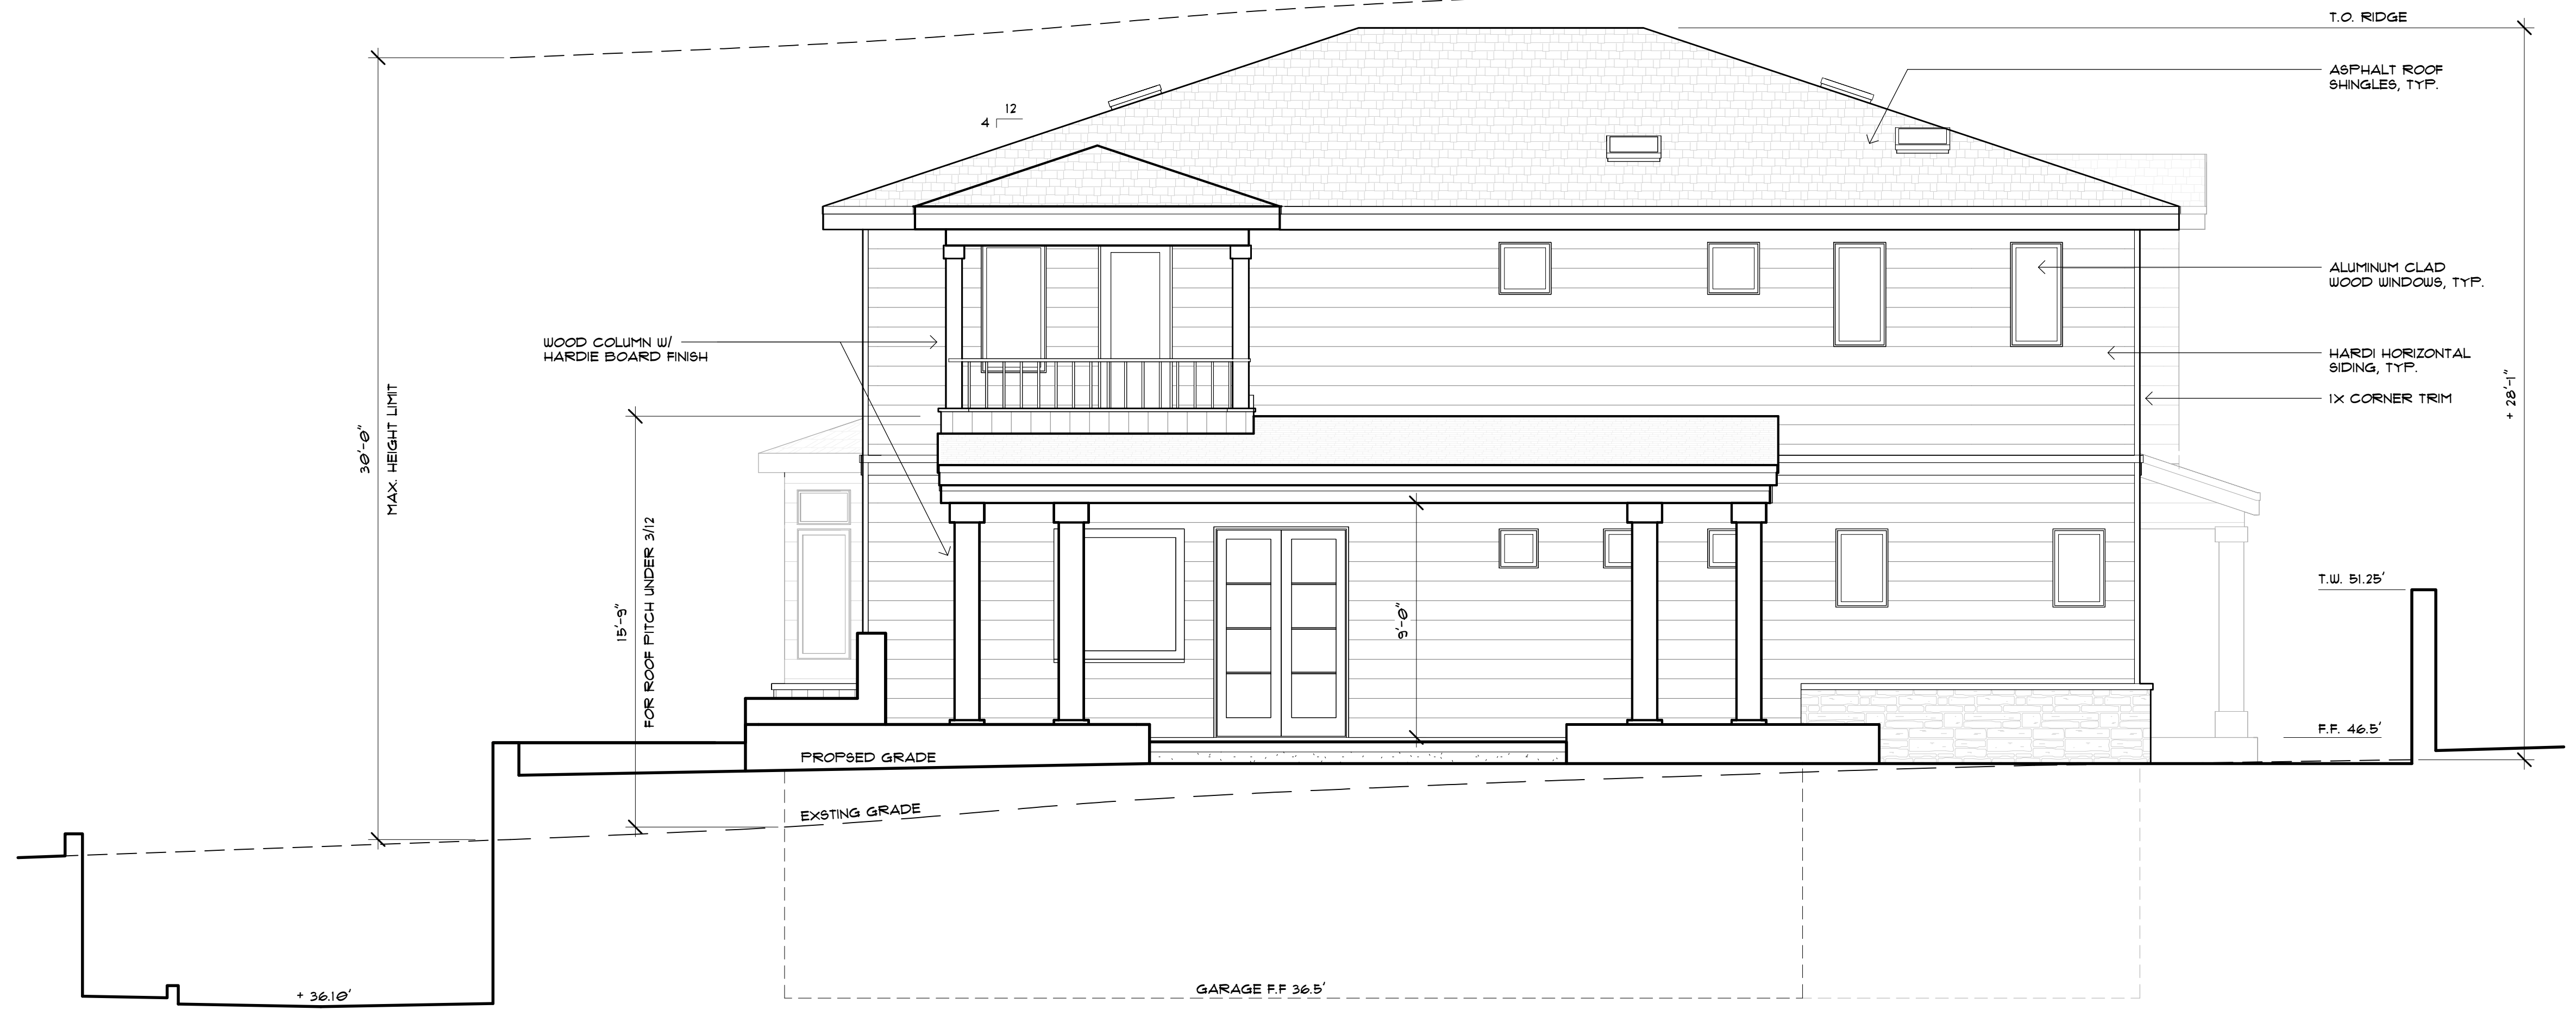 T.O. RIDGE
ASPHALT ROOF
SHINGLES, TYP.
12
4
ALUMINUM CLAD
WOOD WINDOWS, TYP.
WOOD COLUMN W/
HARDIE BOARD FINISH
HARDI HORIZONTAL
SIDING, TYP.
1X CORNER TRIM
+ 28'-1"
30'-0"
MAX. HEIGHT LIMIT
15'-9"
FOR ROOF PITCH UNDER 3/12
9'-0"
T.W. 51.25'
F.F. 46.5'
PROPSED GRADE
EXSTING GRADE
GARAGE F.F 36.5'
+ 36.10'